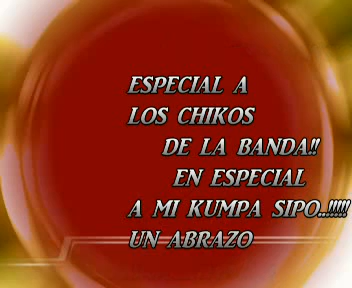 ESPECIAL A
LOS CHIKOS
DE LA BANDA!!
EN ESPECIAL
A MI KUMPA SIPO..!!!!!
UN ABRAZO